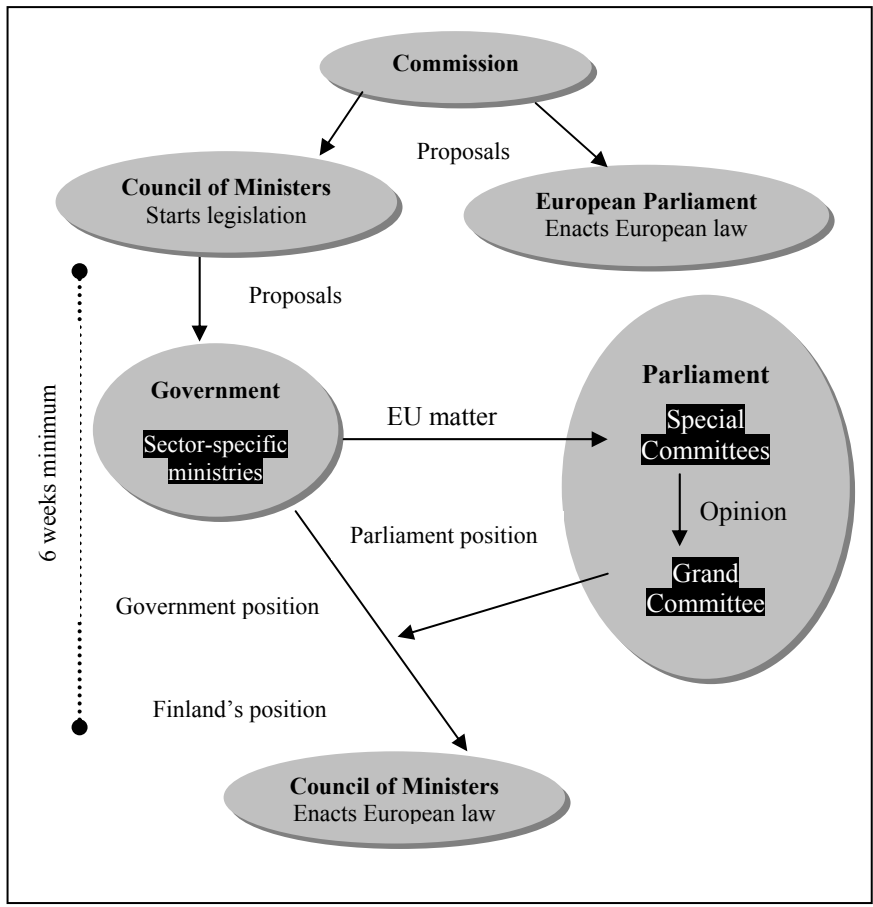 Commission
Proposals
Council of Ministers
Starts legislation
European Parliament
Enacts European law
Proposals
6 weeks minimum
Government
Sector-specific
ministries
EU matter
Parliament
Special
Committees
Opinion
Grand
Committee
Parliament position
Government position
Finland’s position
Council of Ministers
Enacts European law